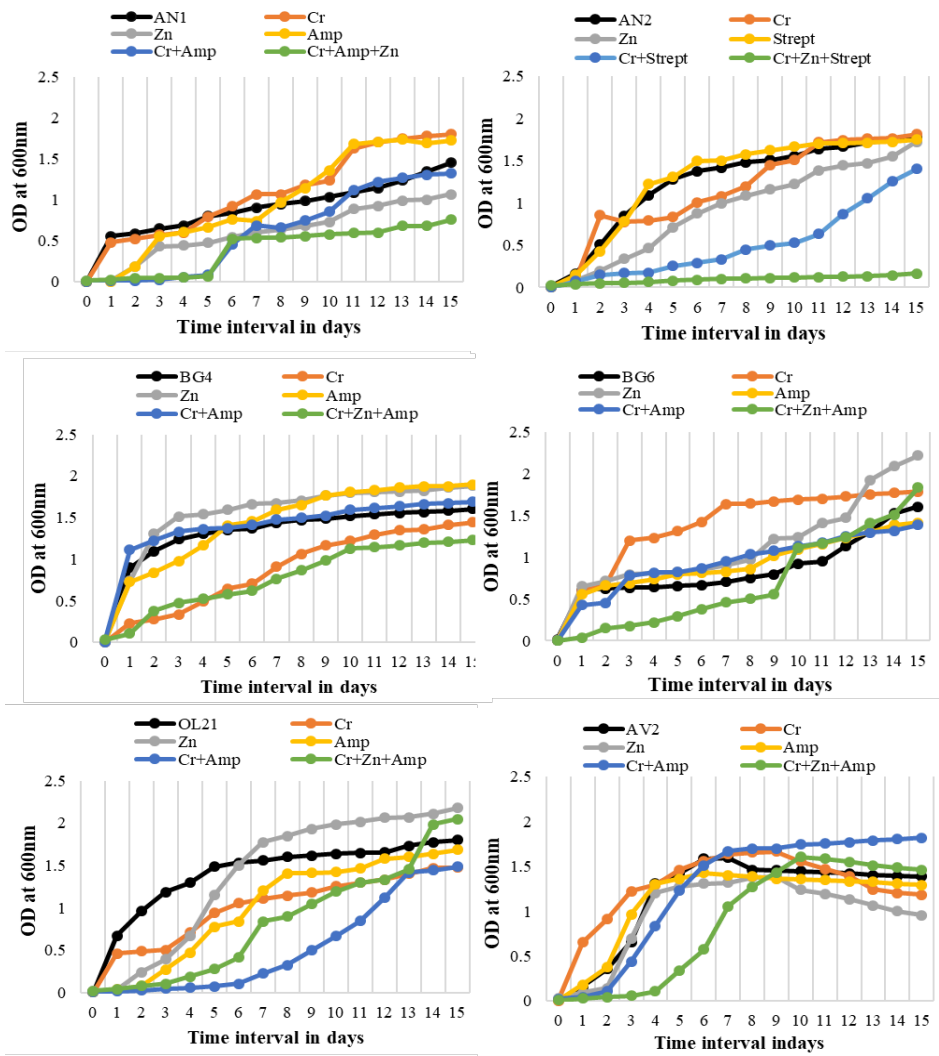 AN1 Cr
Zn Amp
Cr+Amp Cr+Amp+Zn
2.5
2
1.5
1
0.5
0
OD at 600nm
0 1 2 3 4 5 6 7 8 9 10 11 12 13 14 15
Time interval in days
AN2 Cr
Zn Strept
Cr+Strept Cr+Zn+Strept
2.5
2
1.5
1
0.5
0
OD at 600nm
0 1 2 3 4 5 6 7 8 9 10 11 12 13 14 15
Time interval in days
BG4 Cr
Zn Amp
Cr+Amp Cr+Zn+Amp
2.5
2
1.5
1
0.5
0
OD at 600nm
0 1 2 3 4 5 6 7 8 9 10 11 12 13 14 15
Time interval in days
BG6 Cr
Zn Amp
Cr+Amp Cr+Zn+Amp
2.5
2
1.5
1
0.5
0
OD at 600nm
0 1 2 3 4 5 6 7 8 9 10 11 12 13 14 15
Time interval in days
OL21 Cr
Zn Amp
Cr+Amp Cr+Zn+Amp
2.5
2
1.5
1
0.5
0
OD at 600nm
0 1 2 3 4 5 6 7 8 9 10 11 12 13 14 15
Time interval in days
AV2 Cr
Zn Amp
Cr+Amp Cr+Zn+Amp
2.5
2
1.5
1
0.5
0
OD at 600nm
0 1 2 3 4 5 6 7 8 9 10 11 12 13 14 15
Time interval indays